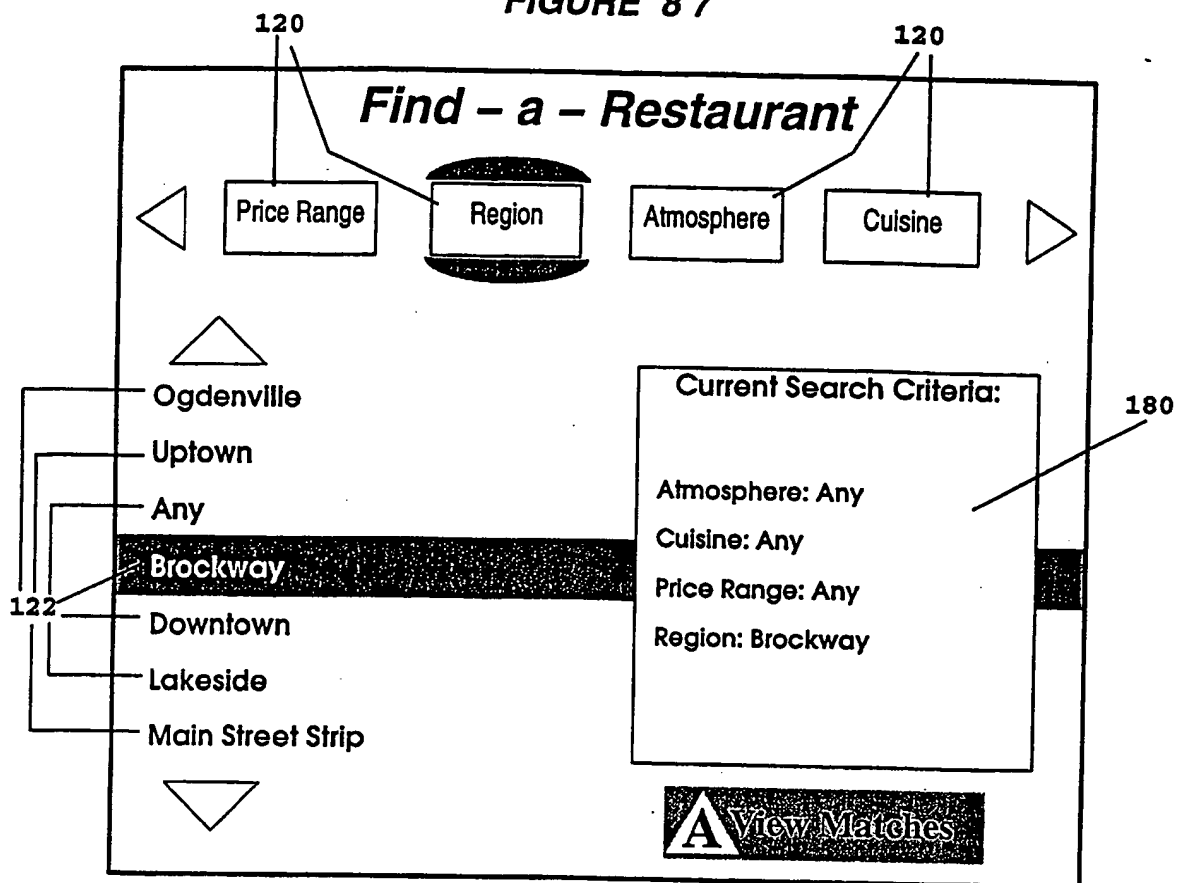 FIGURE 87
120
120
Find – a – Restaurant
Price Range
Region
Atmosphere
Cuisine
Ogdenville
Uptown
Any
Brockway
Downtown
Lakeside
Main Street Strip
122
Current Search Criteria:
Atmosphere: Any
Cuisine: Any
Price Range: Any
Region: Brockway
180
A View Matches